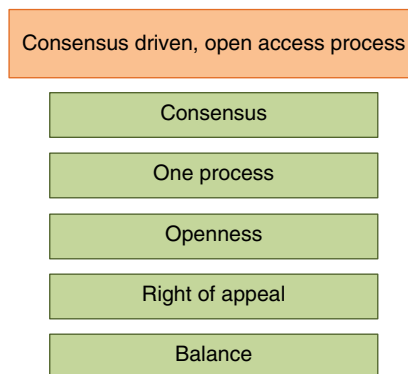 Consensus driven, open access process
Consensus
One process
Openness
Right of appeal
Balance